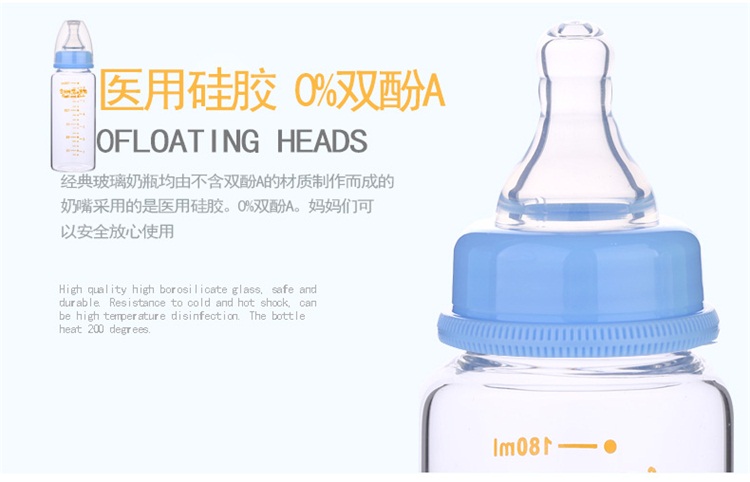 医用硅胶 0%双酚A
OFLOATING HEADS
经典玻璃奶瓶均由不含双酚A的材质制作而成的
奶嘴采用的是医用硅胶。0%双酚A。妈妈们可
以安全放心使用
High quality high borosilicate glass, safe and
durable. Resistance to cold and hot shock, can
be high temperature disinfection. The bottle
heat 200 degrees.
180ml